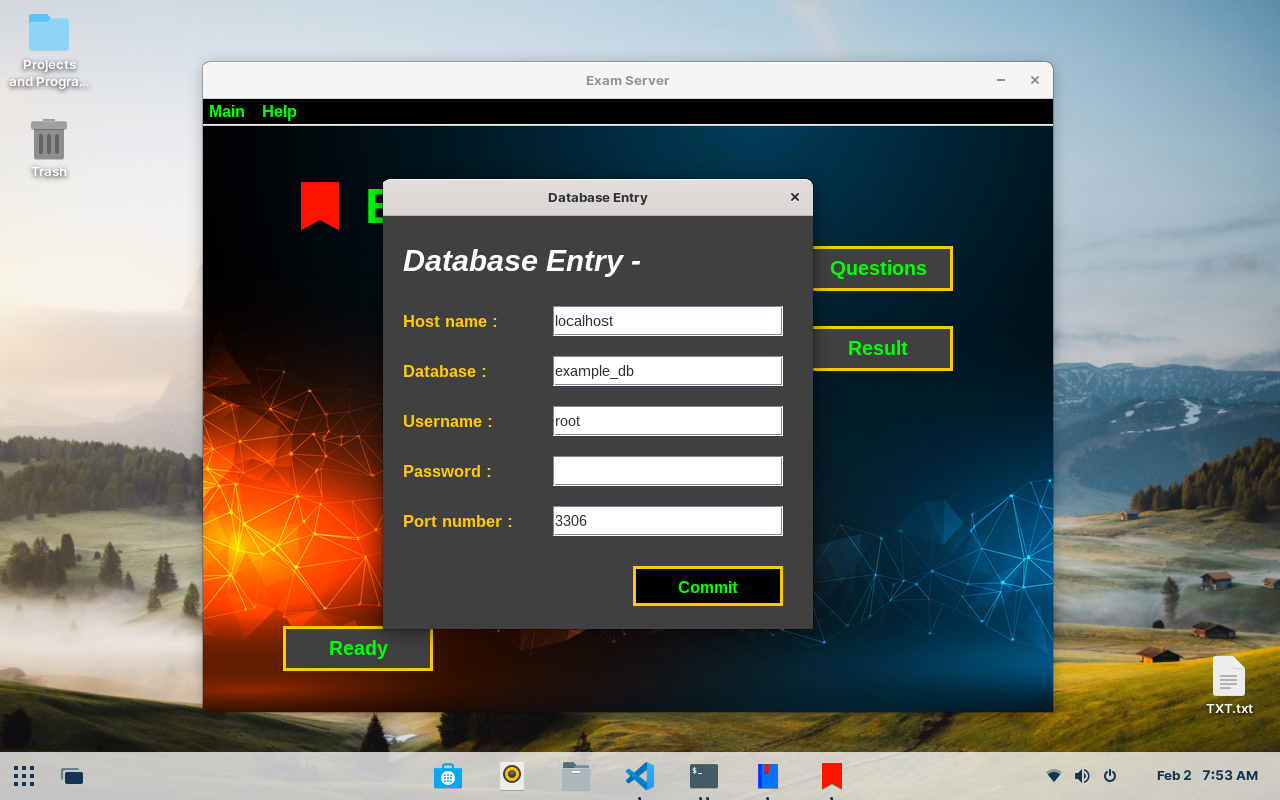 Projects
and Progra...
Trash
Exam Server
Main Help
Database Entry
Database Entry -
Questions
Host name : localhost
Result
Database : example_db
Username : root
Password :
Port number : 3306
Commit
Ready
TXT.txt
Feb 2 7:53 AM